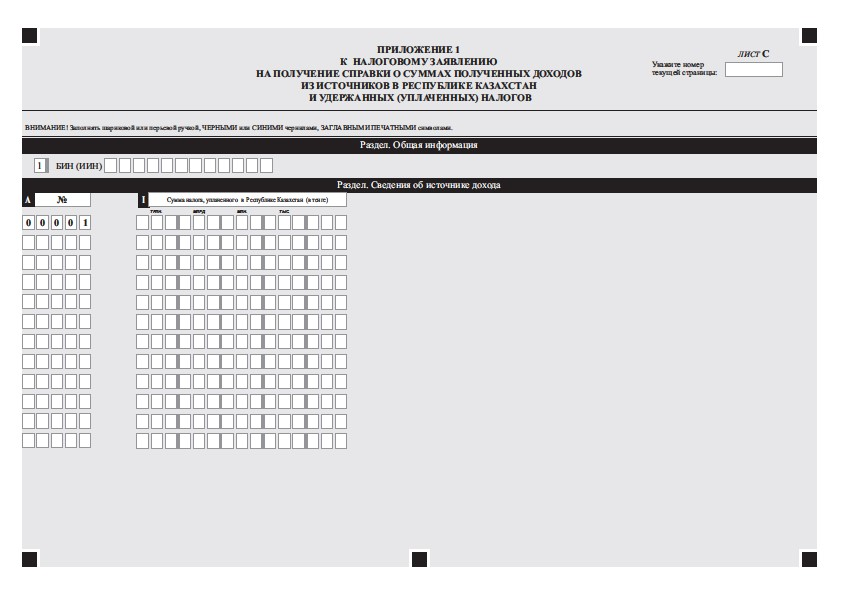 ПРИЛОЖЕНИЕ 1
К НАЛОГОВОМУ ЗАЯВЛЕНИЮ
НА ПОЛУЧЕНИЕ СПРАВКИ О СУММАХ ПОЛУЧЕННЫХ ДОХОДОВ
ИЗ ИСТОЧНИКОВ В РЕСПУБЛИКЕ КАЗАХСТАН
И УДЕРЖАННЫХ (УПЛАЧЕННЫХ) НАЛОГОВ
ЛИСТ С
Укажите номер
текущей страницы:
ВНИМАНИЕ! Заполнять шариковой или перьевой ручкой, ЧЕРНЫМИ или СИНИМИ чернилами, ЗАГЛАВНЫМИ ПЕЧАТНЫМИ символами.
Раздел. Общая информация
1 БИН (ИИН)
Раздел. Сведения об источнике дохода
A № I Сумма налога, уплаченного в Республике Казахстан (в тенге)
трлн. млрд. млн. тыс.
0 0 0 0 1